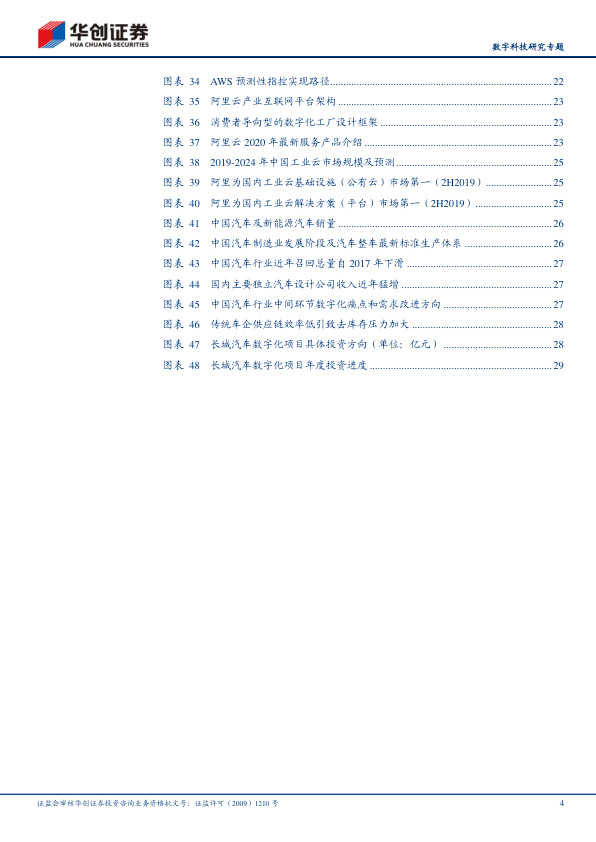 华创证券
HUA CHUANG SECURITIES
数字科技研究专题
图表 34 AWS 预测性指控实现路径 22
图表 35 阿里云产业互联网平台架构 23
图表 36 消费者导向型的数字化工厂设计框架 23
图表 37 阿里云 2020 年最新服务产品介绍 23
图表 38 2019-2024 年中国工业云市场规模及预测 25
图表 39 阿里为国内工业云基础设施（公有云）市场第一（2H2019） 25
图表 40 阿里为国内工业云解决方案（平台）市场第一（2H2019） 25
图表 41 中国汽车及新能源汽车销量 26
图表 42 中国汽车制造业发展阶段及汽车整车最新标准生产体系 26
图表 43 中国汽车行业近年召回总量自 2017 年下滑 27
图表 44 国内主要独立汽车设计公司收入近年猛增 27
图表 45 中国汽车行业中间环节数字化痛点和需求改进方向 27
图表 46 传统车企供应链效率低引致去库存压力加大 28
图表 47 长城汽车数字化项目具体投资方向（单位：亿元） 28
图表 48 长城汽车数字化项目年度投资进度 29
证监会审核华创证券投资咨询业务资格批文号：证监许可（2009）1210 号 4